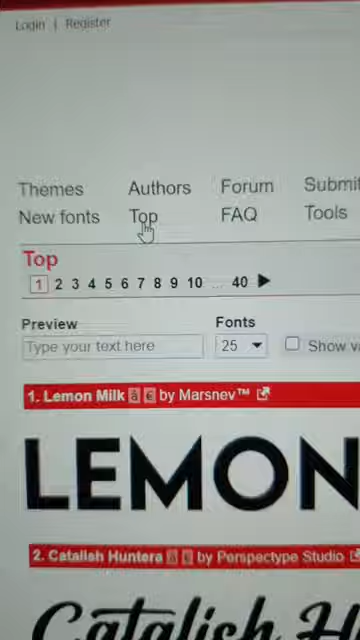 Login | Register
Themes Authors Forum Submit
New fonts Top FAQ Tools
Top
1 2 3 4 5 6 7 8 9 10 ... 40
Preview Fonts
Type your text here 25 Show
1. Lemon Milk à € by Marsnev™
LEMON
2. Catalish Huntera à € by Perspectype Studio
Catalish H